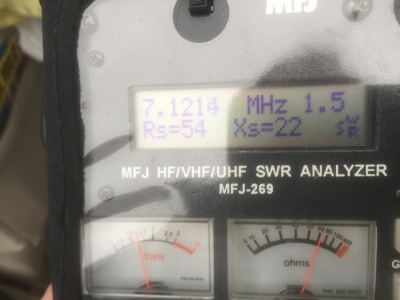 MFJ
7.1214 MHz 1.5
Rs=54 Xs=22 SWR
MFJ HF/VHF/UHF SWR ANALYZER
MFJ-269
SWR
ohms